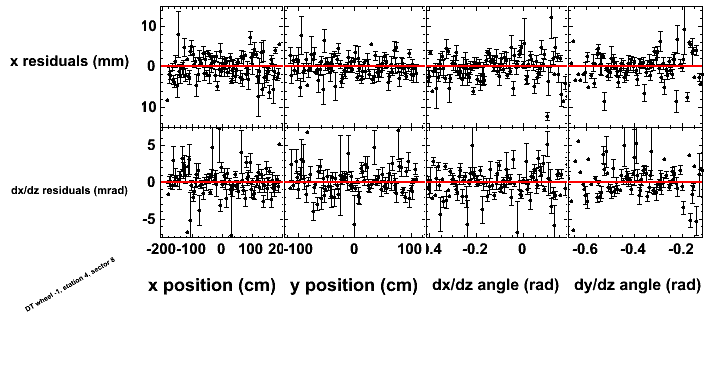 10
x residuals (mm)
0
10
5
dx/dz residuals (mrad)
0
-5
-200-100 0 100 20-100 0 100 1.4 -0.2 0 -0.6 -0.4 -0.2
x position (cm) y position (cm) dx/dz angle (rad) dy/dz angle (rad)
DT wheel -1, station 4, sector 8